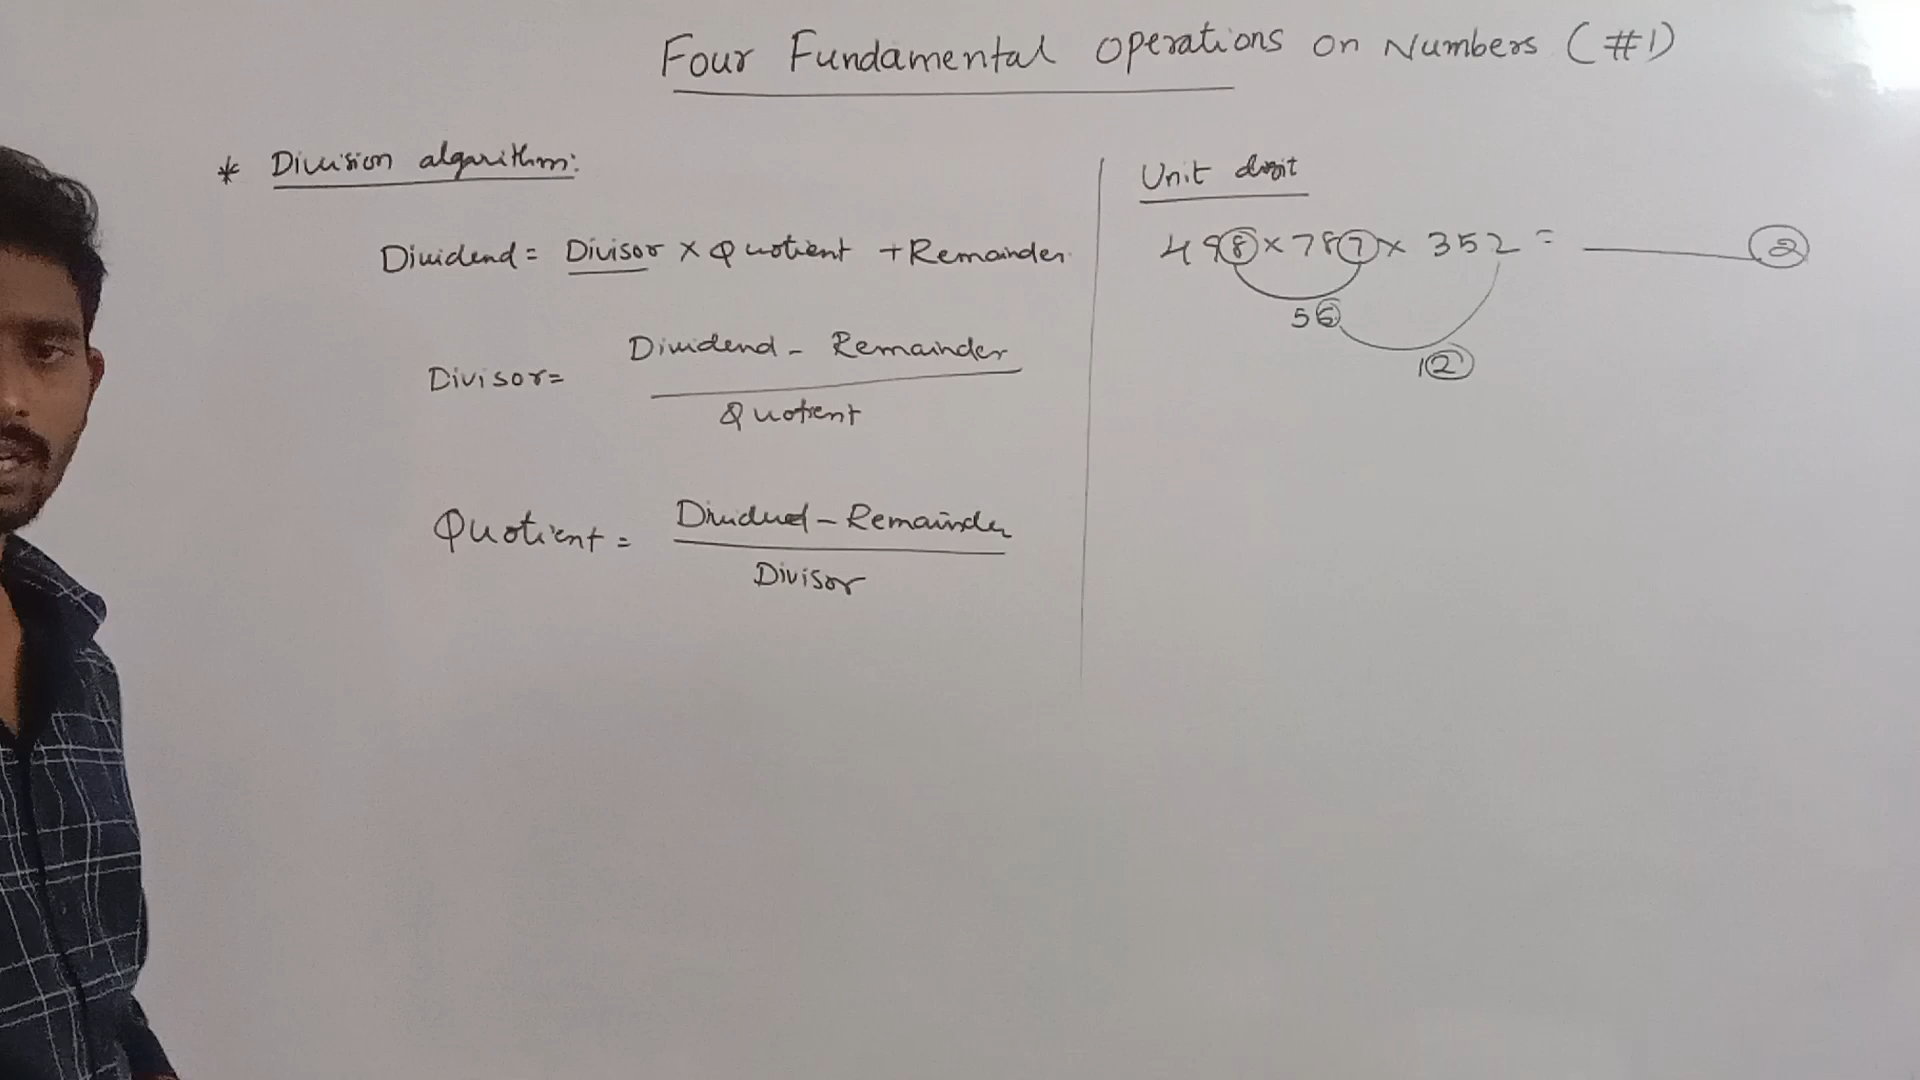 Four Fundamental Operations on Numbers (#1)
* Division algarithm:
Dividend = Divisor × Quotient + Remainder
Divisor = Dividend - Remainder
Quotient
Quotient = Dividend - Remainder
Divisor
Unit digit
498 × 787 × 352 = 2
56
12